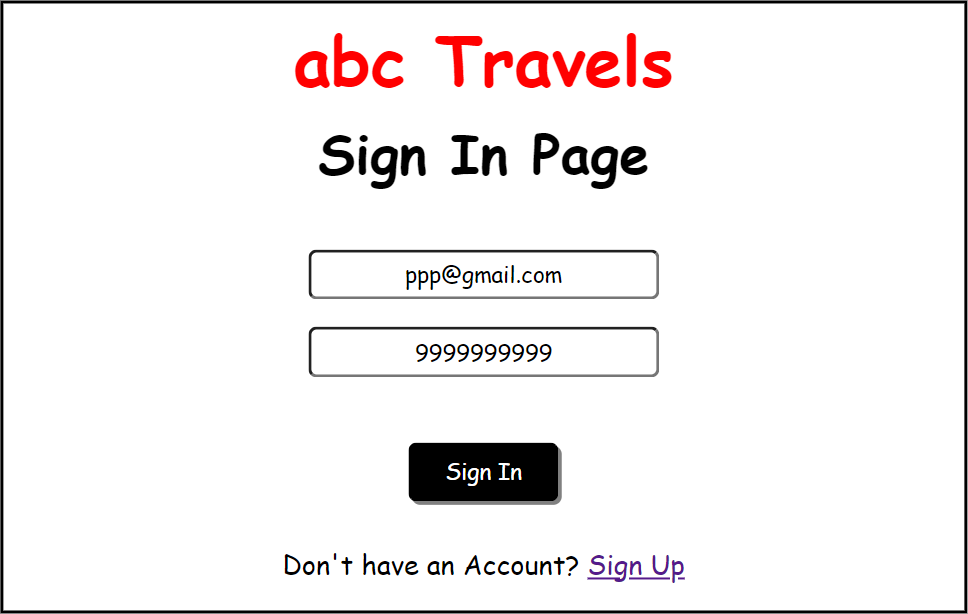 abc Travels
Sign In Page
ppp@gmail.com
9999999999
Sign In
Don't have an Account? Sign Up